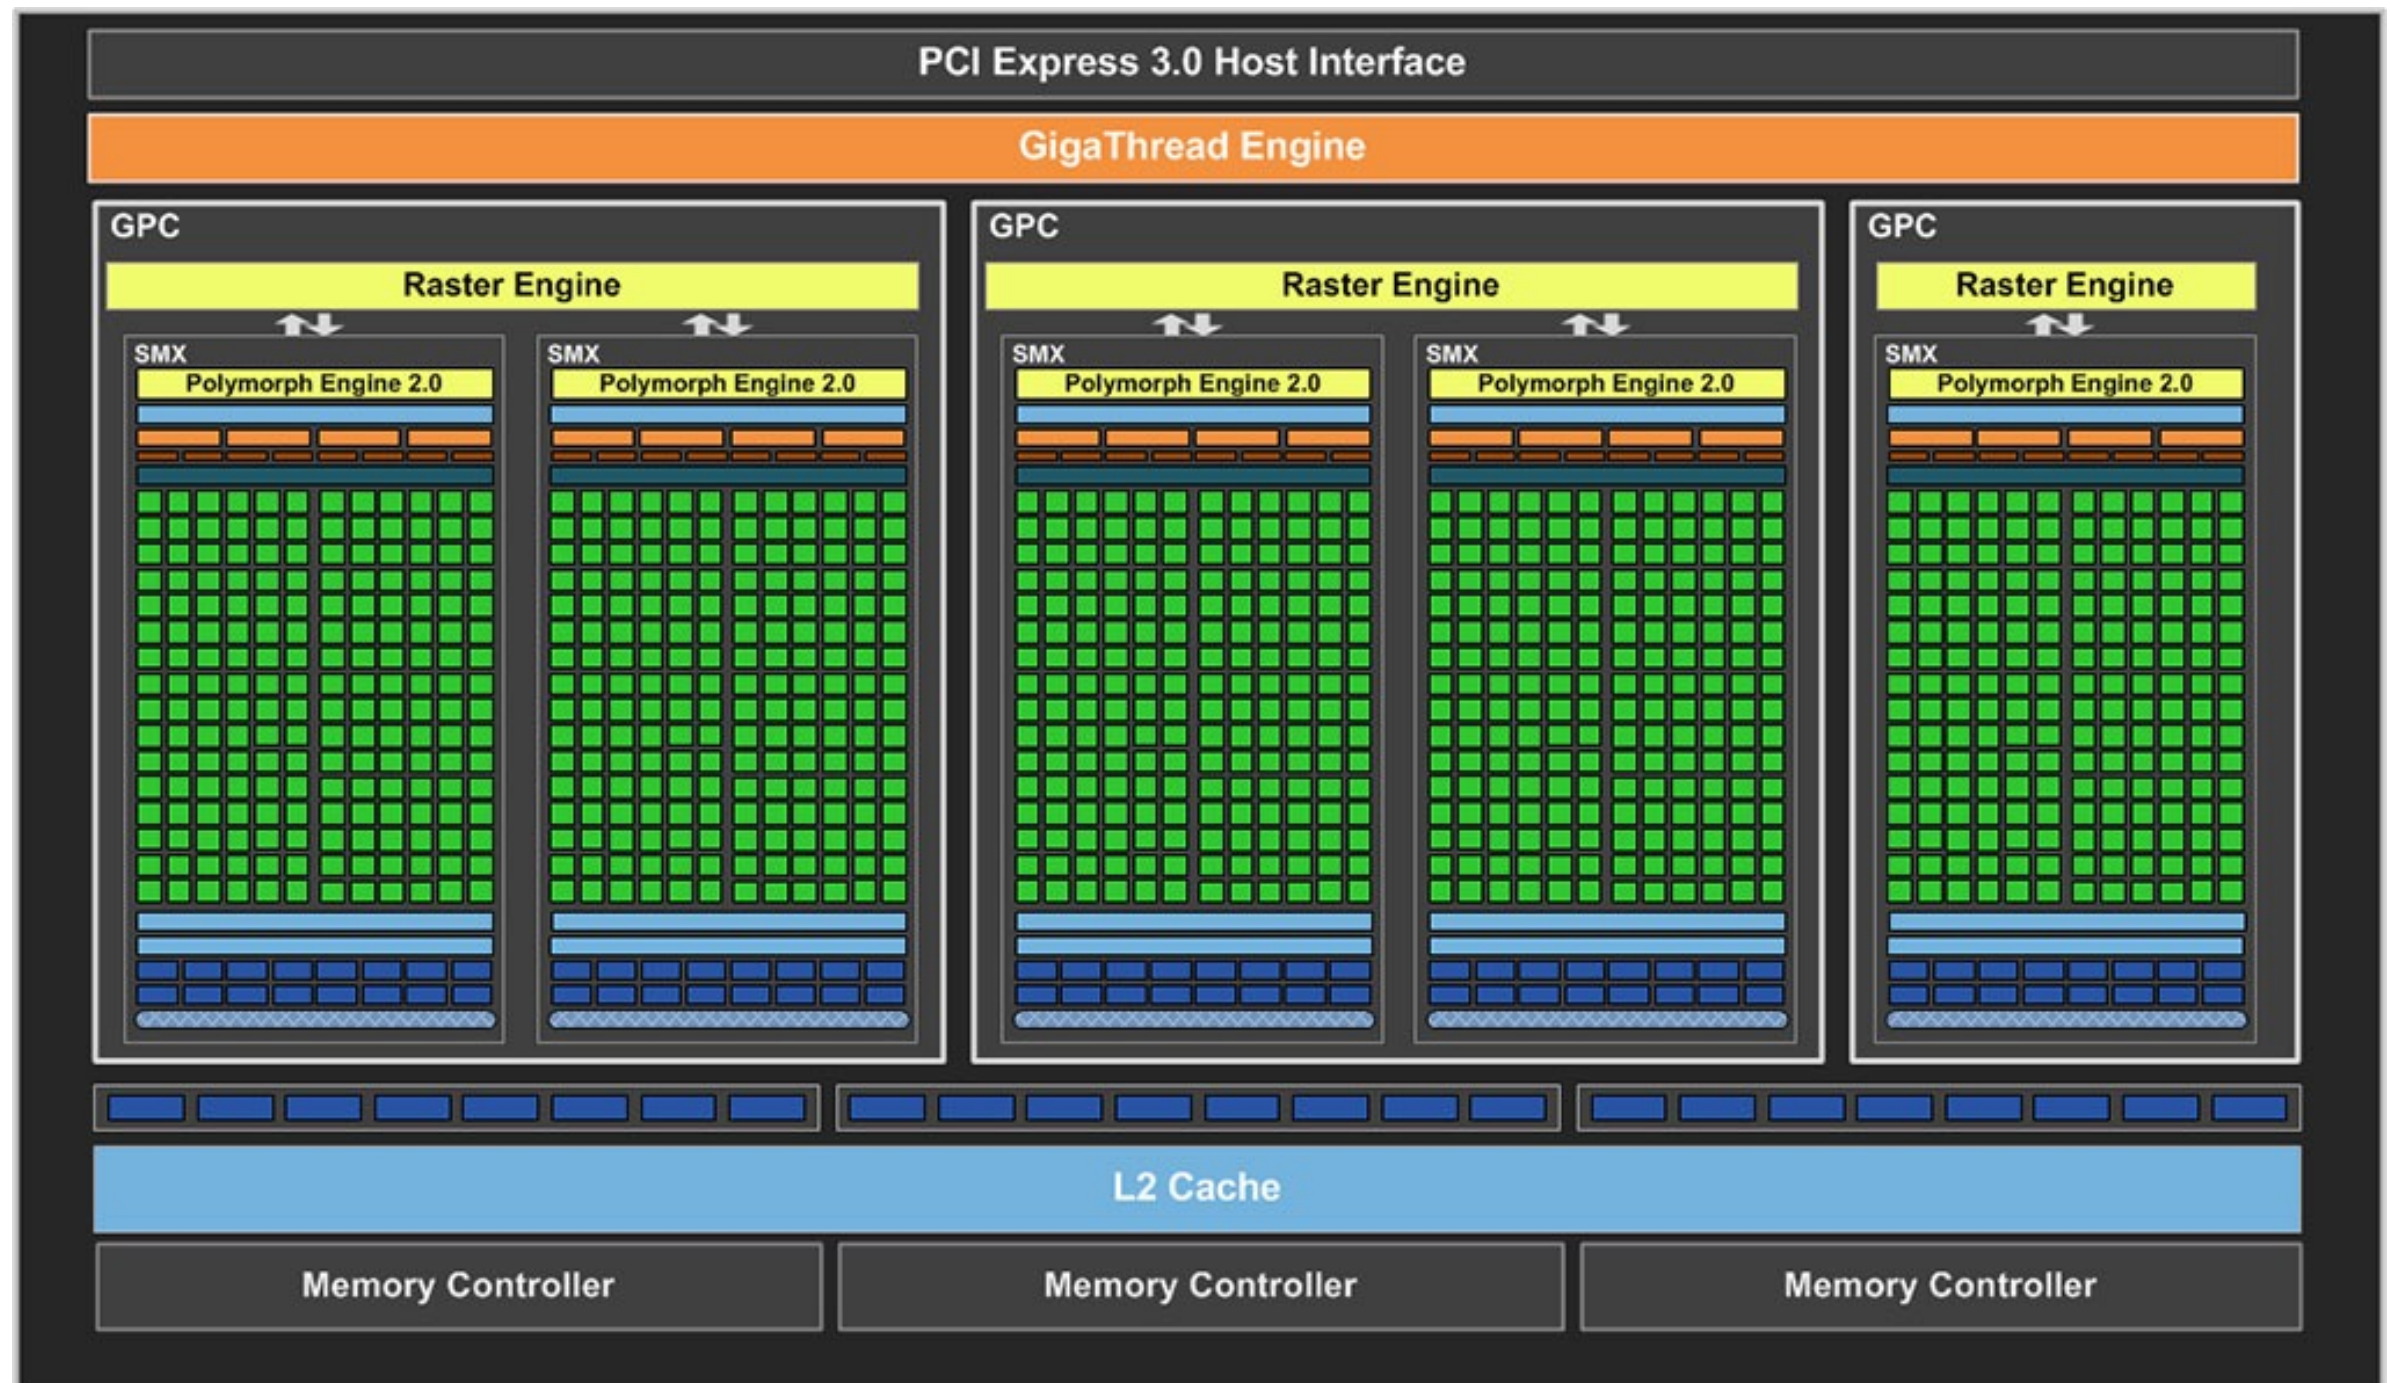 PCI Express 3.0 Host Interface
GigaThread Engine
GPC
Raster Engine
SMX
Polymorph Engine 2.0
SMX
Polymorph Engine 2.0
GPC
Raster Engine
SMX
Polymorph Engine 2.0
SMX
Polymorph Engine 2.0
GPC
Raster Engine
SMX
Polymorph Engine 2.0
L2 Cache
Memory Controller
Memory Controller
Memory Controller